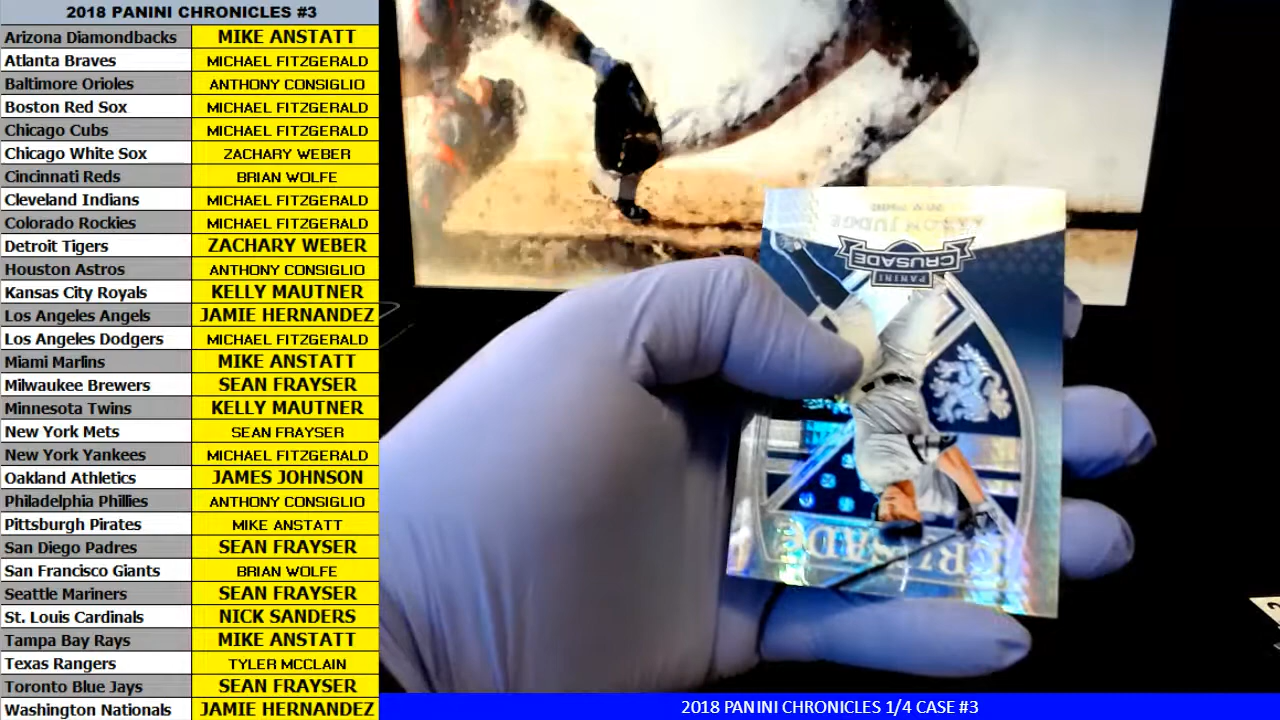 2018 PANINI CHRONICLES #3
Arizona Diamondbacks MIKE ANSTATT
Atlanta Braves MICHAEL FITZGERALD
Baltimore Orioles ANTHONY CONSIGLIO
Boston Red Sox MICHAEL FITZGERALD
Chicago Cubs MICHAEL FITZGERALD
Chicago White Sox ZACHARY WEBER
Cincinnati Reds BRIAN WOLFE
Cleveland Indians MICHAEL FITZGERALD
Colorado Rockies MICHAEL FITZGERALD
Detroit Tigers ZACHARY WEBER
Houston Astros ANTHONY CONSIGLIO
Kansas City Royals KELLY MAUTNER
Los Angeles Angels JAMIE HERNANDEZ
Los Angeles Dodgers MICHAEL FITZGERALD
Miami Marlins MIKE ANSTATT
Milwaukee Brewers SEAN FRAYSER
Minnesota Twins KELLY MAUTNER
New York Mets SEAN FRAYSER
New York Yankees MICHAEL FITZGERALD
Oakland Athletics JAMES JOHNSON
Philadelphia Phillies ANTHONY CONSIGLIO
Pittsburgh Pirates MIKE ANSTATT
San Diego Padres SEAN FRAYSER
San Francisco Giants BRIAN WOLFE
Seattle Mariners SEAN FRAYSER
St. Louis Cardinals NICK SANDERS
Tampa Bay Rays MIKE ANSTATT
Texas Rangers TYLER MCCLAIN
Toronto Blue Jays SEAN FRAYSER
Washington Nationals JAMIE HERNANDEZ
CRUSADE
PANINI
CRUSADE
JUDGE
2018 PANINI CHRONICLES 1/4 CASE #3